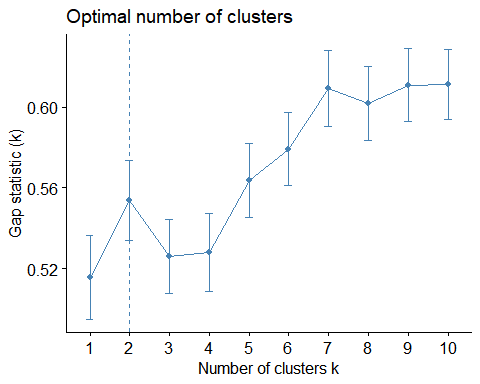 Optimal number of clusters
Gap statistic (k)
0.60
0.56
0.52
1 2 3 4 5 6 7 8 9 10
Number of clusters k